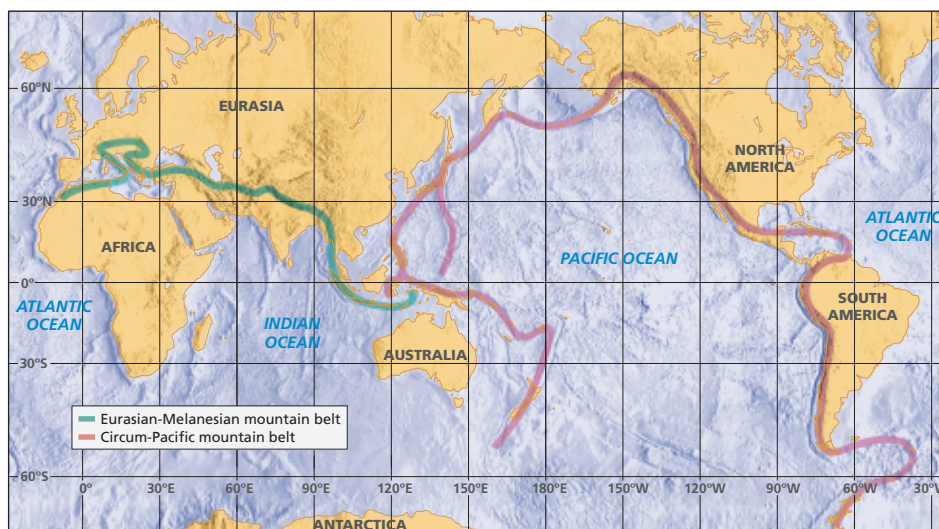 60°N
EURASIA
NORTH
AMERICA
30°N
ATLANTIC
OCEAN
AFRICA
PACIFIC OCEAN
0°
ATLANTIC
OCEAN
INDIAN
OCEAN
SOUTH
AMERICA
AUSTRALIA
30°S
Eurasian-Melanesian mountain belt
Circum-Pacific mountain belt
60°S
0° 30°E 60°E 90°E 120°E 150°E 180°E 150°W 120°W 90°W 60°W 30°W
ANTARCTICA